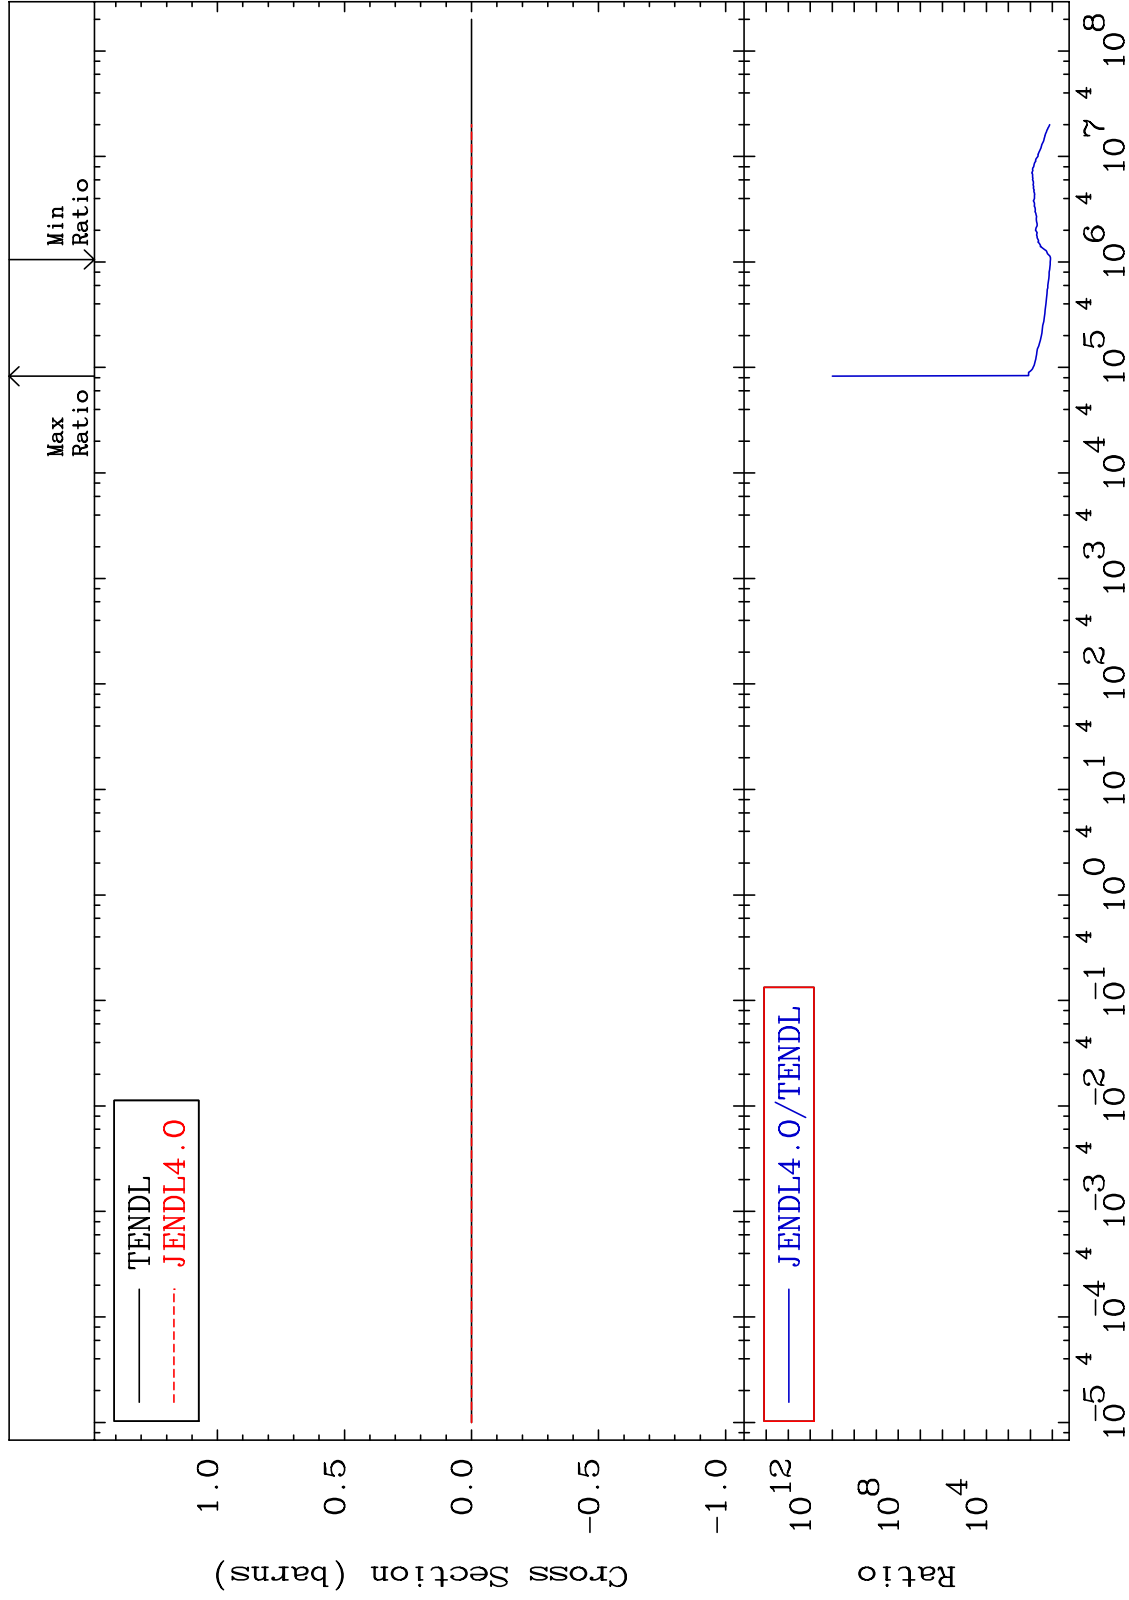 Max
Ratio
Min
Ratio
TENDL
JENDL4.0
1.0
0.5
0.0
-0.5
-1.0
Cross Section (barns)
JENDL4.0/TENDL
10^12
10^8
10^4
Ratio
10^-5 4 10^-4 4 10^-3 4 10^-2 4 10^-1 4 10^0 4 10^1 4 10^2 4 10^3 4 10^4 4 10^5 4 10^6 4 10^7 4 10^8